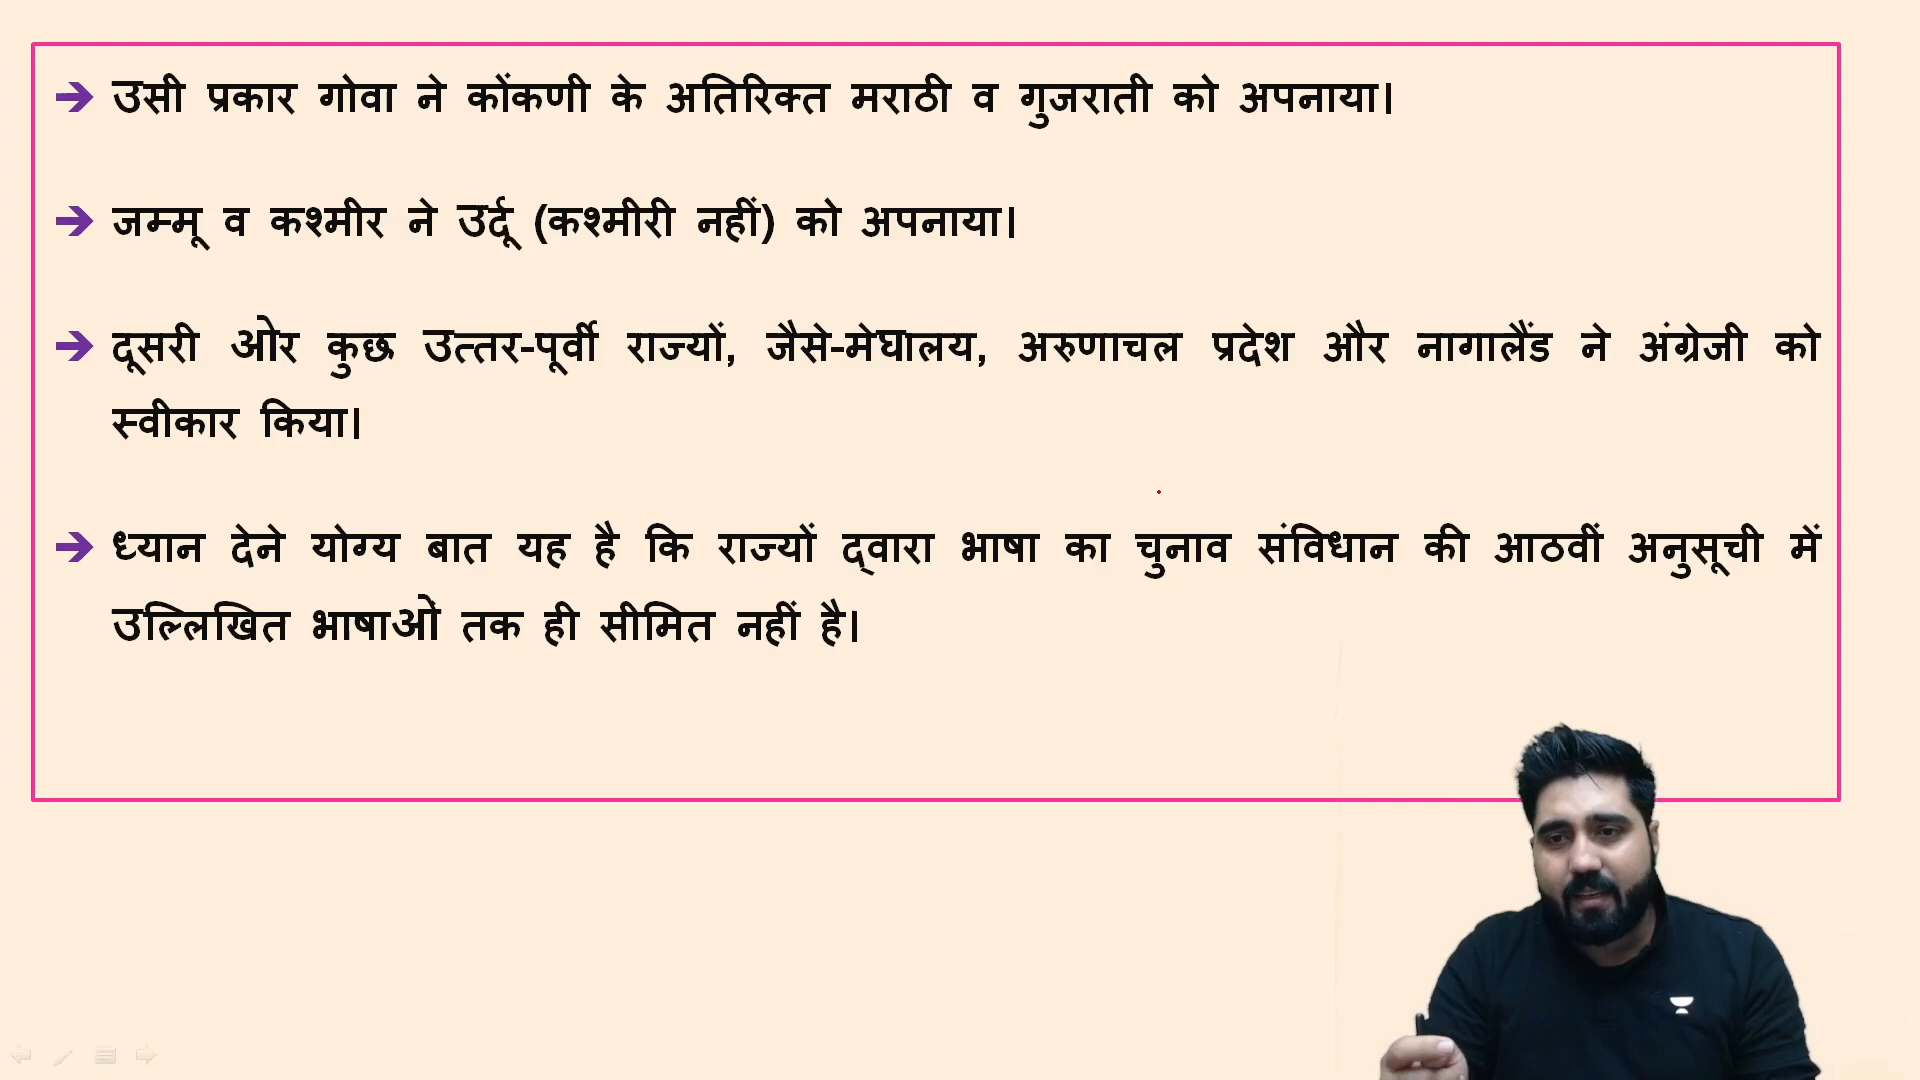 उसी प्रकार गोवा ने कोंकणी के अतिरिक्त मराठी व गुजराती को अपनाया।
जम्मू व कश्मीर ने उर्दू (कश्मीरी नहीं) को अपनाया।
दूसरी ओर कुछ उत्तर-पूर्वी राज्यों, जैसे-मेघालय, अरुणाचल प्रदेश और नागालैंड ने अंग्रेजी को
स्वीकार किया।
ध्यान देने योग्य बात यह है कि राज्यों द्वारा भाषा का चुनाव संविधान की आठवीं अनुसूची में
उल्लिखित भाषाओं तक ही सीमित नहीं है।